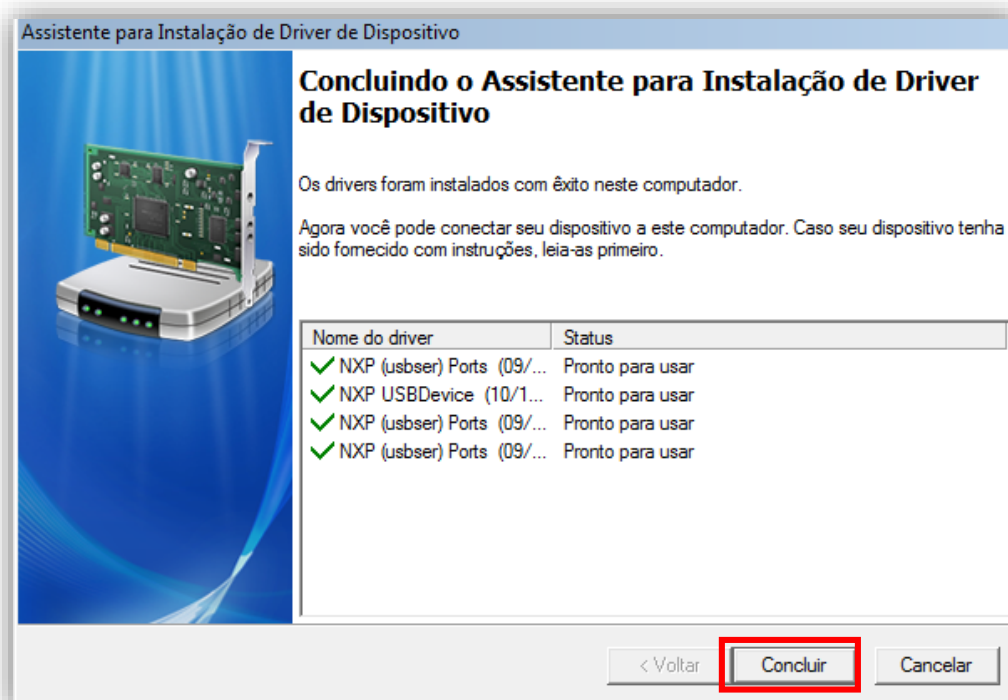 Assistente para Instalação de Driver de Dispositivo
Concluindo o Assistente para Instalação de Driver
de Dispositivo
Os drivers foram instalados com êxito neste computador.
Agora você pode conectar seu dispositivo a este computador. Caso seu dispositivo tenha
sido fornecido com instruções, leia-as primeiro.
Nome do driver Status
NXP (usbser) Ports (09/... Pronto para usar
NXP USBDevice (10/1... Pronto para usar
NXP (usbser) Ports (09/... Pronto para usar
NXP (usbser) Ports (09/... Pronto para usar
< Voltar Concluir Cancelar